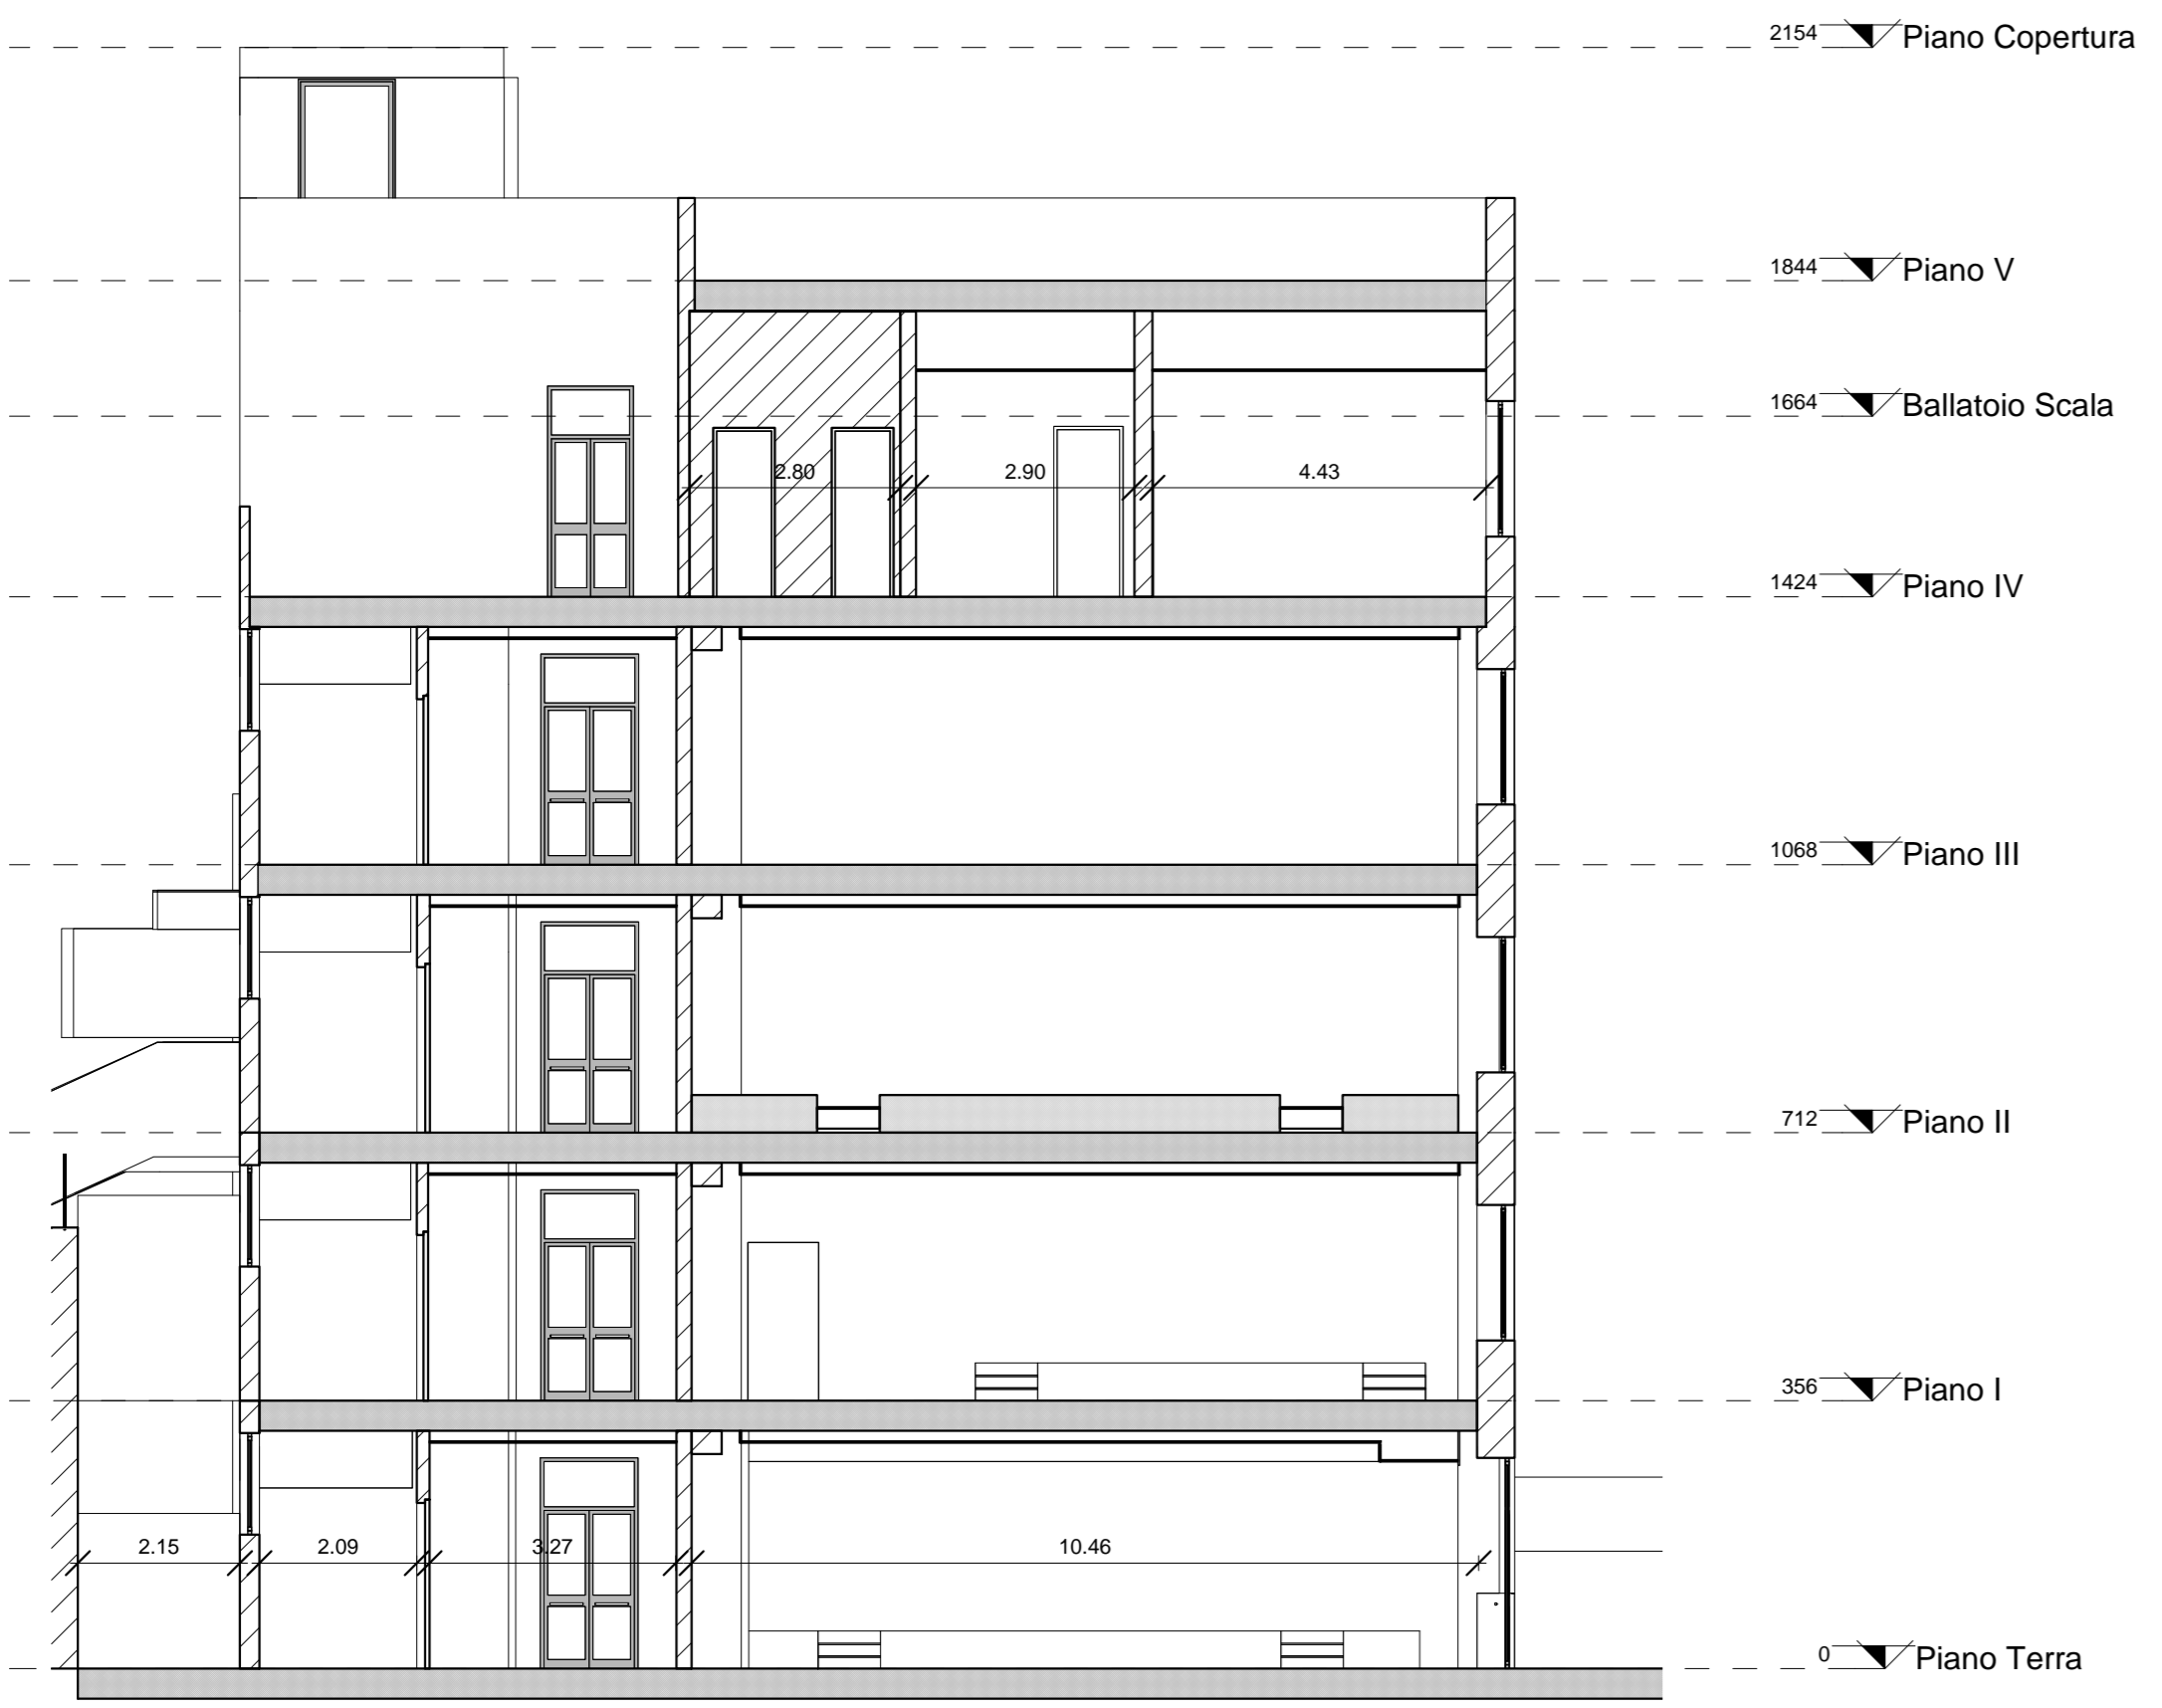 2154 Piano Copertura
1844 Piano V
1664 Ballatoio Scala
2.80 2.90 4.43
1424 Piano IV
1068 Piano III
712 Piano II
356 Piano I
2.15 2.09 3.27 10.46
0 Piano Terra